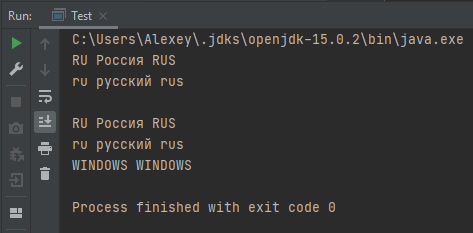 Run: Test
C:\Users\Alexey\.jdks\openjdk-15.0.2\bin\java.exe
RU Россия RUS
ru русский rus
RU Россия RUS
ru русский rus
WINDOWS WINDOWS
Process finished with exit code 0